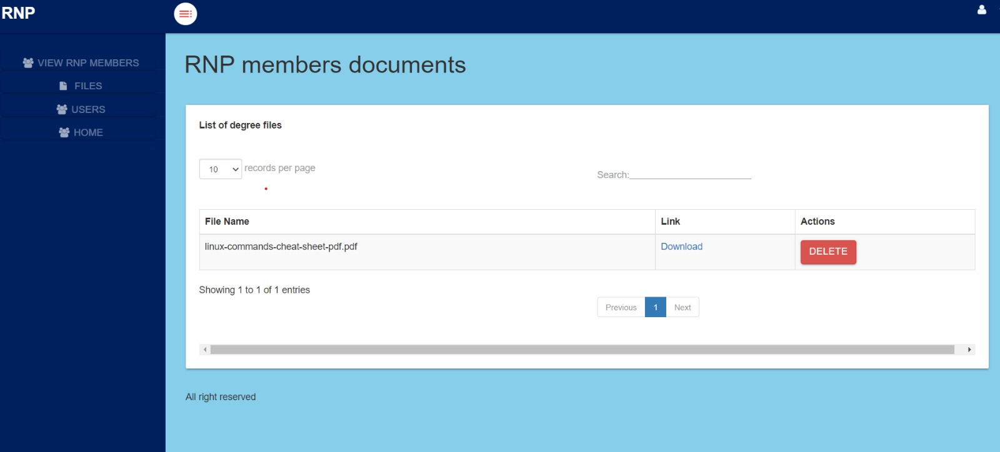 RNP
VIEW RNP MEMBERS
FILES
USERS
HOME
RNP members documents
List of degree files
10 records per page
Search:
File Name Link Actions
linux-commands-cheat-sheet-pdf.pdf Download DELETE
Showing 1 to 1 of 1 entries
Previous 1 Next
All right reserved